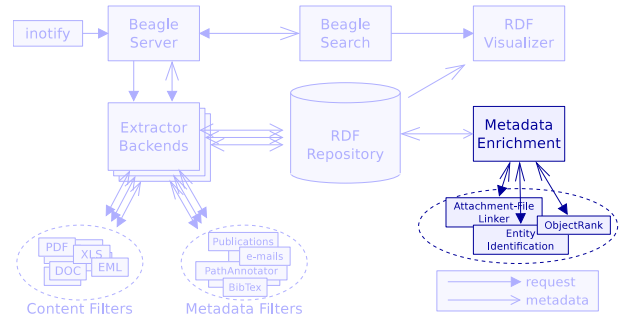 inotify
Beagle
Server
Beagle
Search
RDF
Visualizer
Extractor
Backends
RDF
Repository
Metadata
Enrichment
Attachment-File
Linker
ObjectRank
Entity
Identification
PDF
XLS
DOC
EML
Content Filters
Publications
e-mails
PathAnnotator
BibTex
Metadata Filters
request
metadata